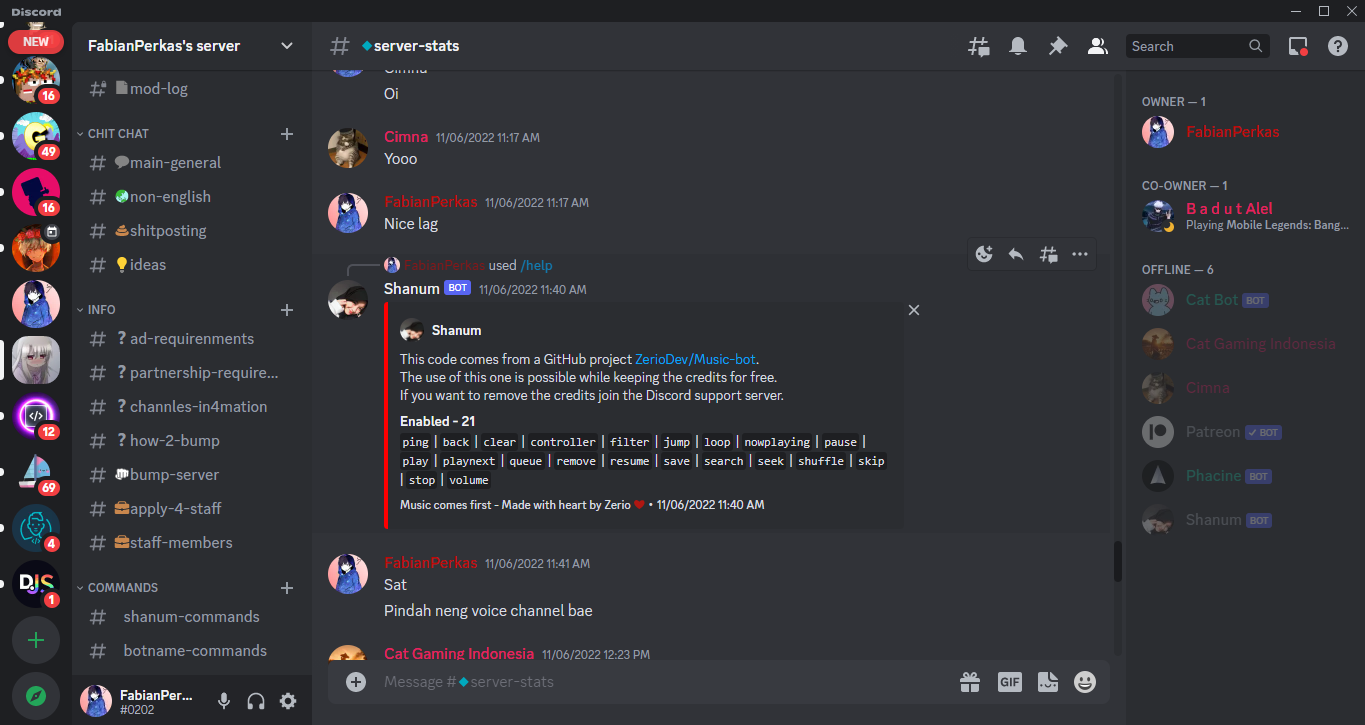 Discord
NEW
16
49
16
12
69
4
DJS
1
FabianPerkas's server
mod-log
CHIT CHAT
main-general
non-english
shitposting
ideas
INFO
? ad-requirenments
? partnership-require...
? channles-in4mation
? how-2-bump
bump-server
apply-4-staff
staff-members
COMMANDS
shanum-commands
botname-commands
FabianPer...
#0202
# server-stats
Search
Cimna
Oi
Cimna 11/06/2022 11:17 AM
Yooo
FabianPerkas 11/06/2022 11:17 AM
Nice lag
FabianPerkas used /help
Shanum BOT 11/06/2022 11:40 AM
Shanum
This code comes from a GitHub project ZerioDev/Music-bot.
The use of this one is possible while keeping the credits for free.
If you want to remove the credits join the Discord support server.
Enabled - 21
ping | back | clear | controller | filter | jump | loop | nowplaying | pause |
play | playnext | queue | remove | resume | save | search | seek | shuffle | skip
| stop | volume
Music comes first - Made with heart by Zerio ❤️ • 11/06/2022 11:40 AM
FabianPerkas 11/06/2022 11:41 AM
Sat
Pindah neng voice channel bae
Cat Gaming Indonesia 11/06/2022 12:23 PM
Message #🔹server-stats
GIF
OWNER — 1
FabianPerkas
CO-OWNER — 1
B a d u t Alel
Playing Mobile Legends: Bang...
OFFLINE — 6
Cat Bot BOT
Cat Gaming Indonesia
Cimna
Patreon ✓ BOT
Phacine BOT
Shanum BOT